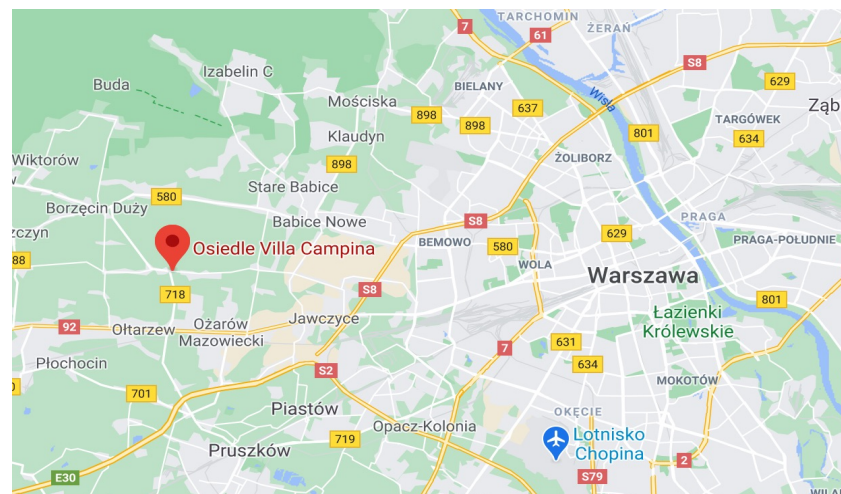 TARCHOMIN
7
61
ŻERAŃ
S8
Izabelin C
Buda
BIELANY
629
Mościska
637
Ząb
898
Wisła
TARGÓWEK
898
801
Klaudyn
634
Wiktorów
898
ŻOLIBORZ
Stare Babice
580
Borzęcin Duży
PRAGA
Babice Nowe
S8
zczyn
629
Osiedle Villa Campina
BEMOWO
580
PRAGA-POŁUDNIE
88
WOLA
Warszawa
718
S8
801
Łazienki
Królewskie
92
Ołtarzew
Ożarów
Mazowiecki
Jawczyce
631
7
Płochocin
634
S2
MOKOTÓW
701
Piastów
OKĘCIE
Opacz-Kolonia
719
Lotnisko
Chopina
Pruszków
2
E30
S79
WILA